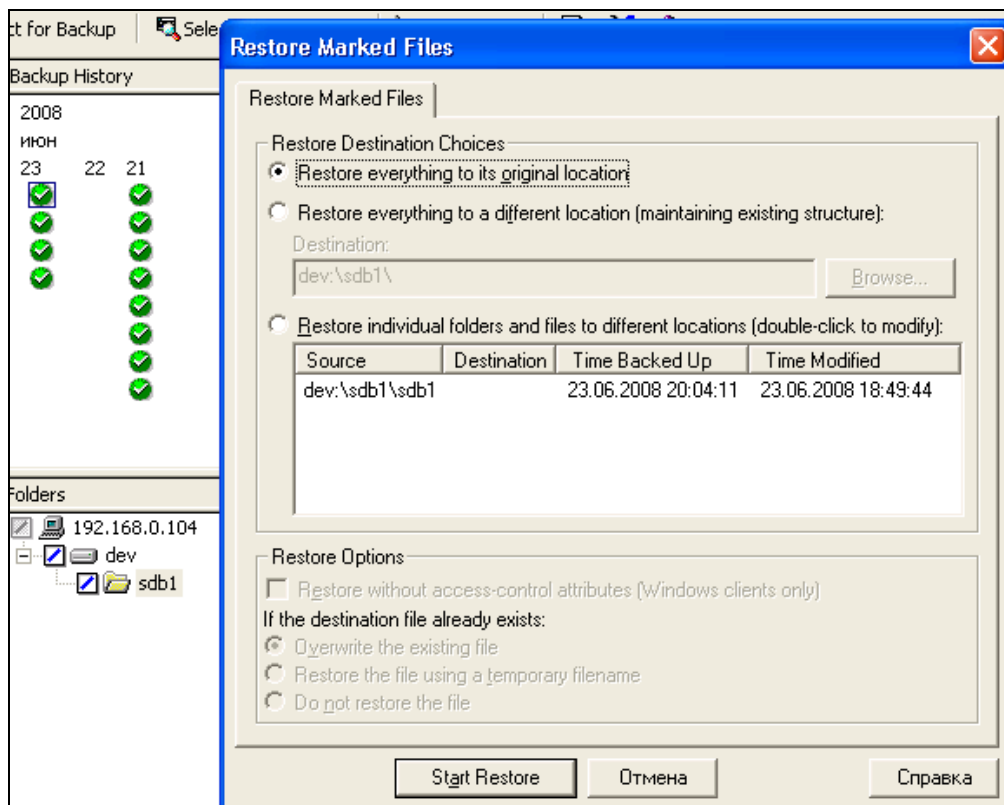 ct for Backup
Sele
Backup History
2008
июн
23 22 21
Folders
192.168.0.104
dev
sdb1
Restore Marked Files
Restore Marked Files
Restore Destination Choices
Restore everything to its original location
Restore everything to a different location (maintaining existing structure):
Destination:
dev:\sdb1\
Browse...
Restore individual folders and files to different locations (double-click to modify):
Source Destination Time Backed Up Time Modified
dev:\sdb1\sdb1 23.06.2008 20:04:11 23.06.2008 18:49:44
Restore Options
Restore without access-control attributes (Windows clients only)
If the destination file already exists:
Overwrite the existing file
Restore the file using a temporary filename
Do not restore the file
Start Restore
Отмена
Справка